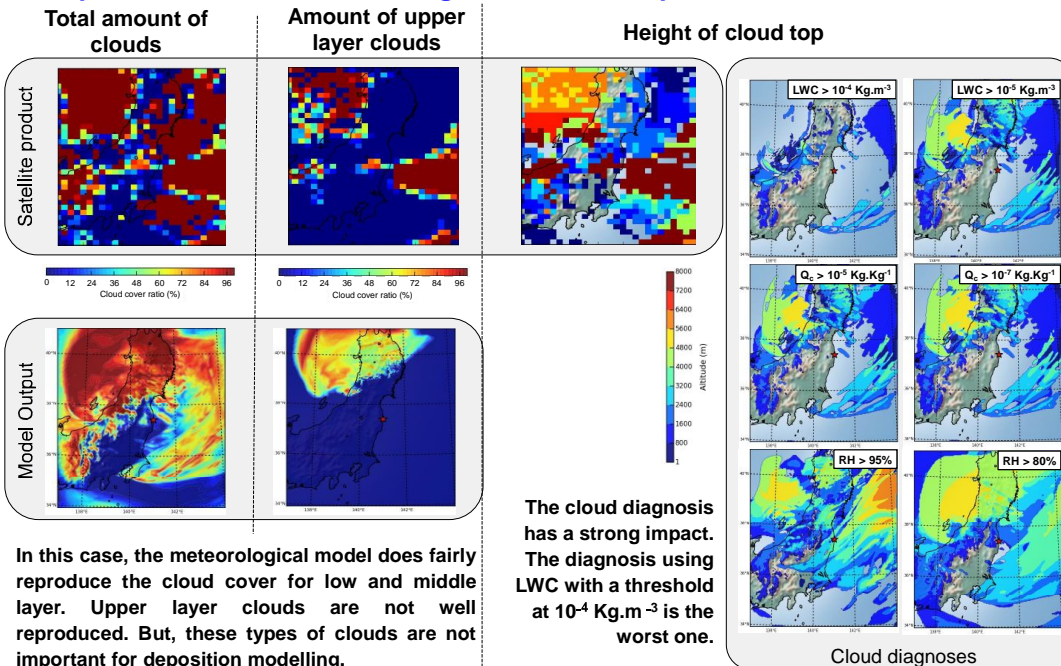 Total amount of
clouds
Amount of upper
layer clouds
Height of cloud top
Satellite product
LWC > 10⁻⁴ Kg.m⁻³
LWC > 10⁻⁵ Kg.m⁻³
40°N
38°N
36°N
34°N
138°E 140°E 142°E
0 12 24 36 48 60 72 84 96
Cloud cover ratio (%)
0 12 24 36 48 60 72 84 96
Cloud cover ratio (%)
8000
7200
6400
5600
4800
4000
3200
2400
1600
800
1
Altitude (m)
Q꜀ > 10⁻⁵ Kg.Kg⁻¹
Q꜀ > 10⁻⁷ Kg.Kg⁻¹
Model Output
RH > 95%
RH > 80%
The cloud diagnosis
has a strong impact.
The diagnosis using
LWC with a threshold
at 10⁻⁴ Kg.m ⁻³ is the
worst one.
In this case, the meteorological model does fairly
reproduce the cloud cover for low and middle
layer. Upper layer clouds are not well
reproduced. But, these types of clouds are not
important for deposition modelling.
Cloud diagnoses